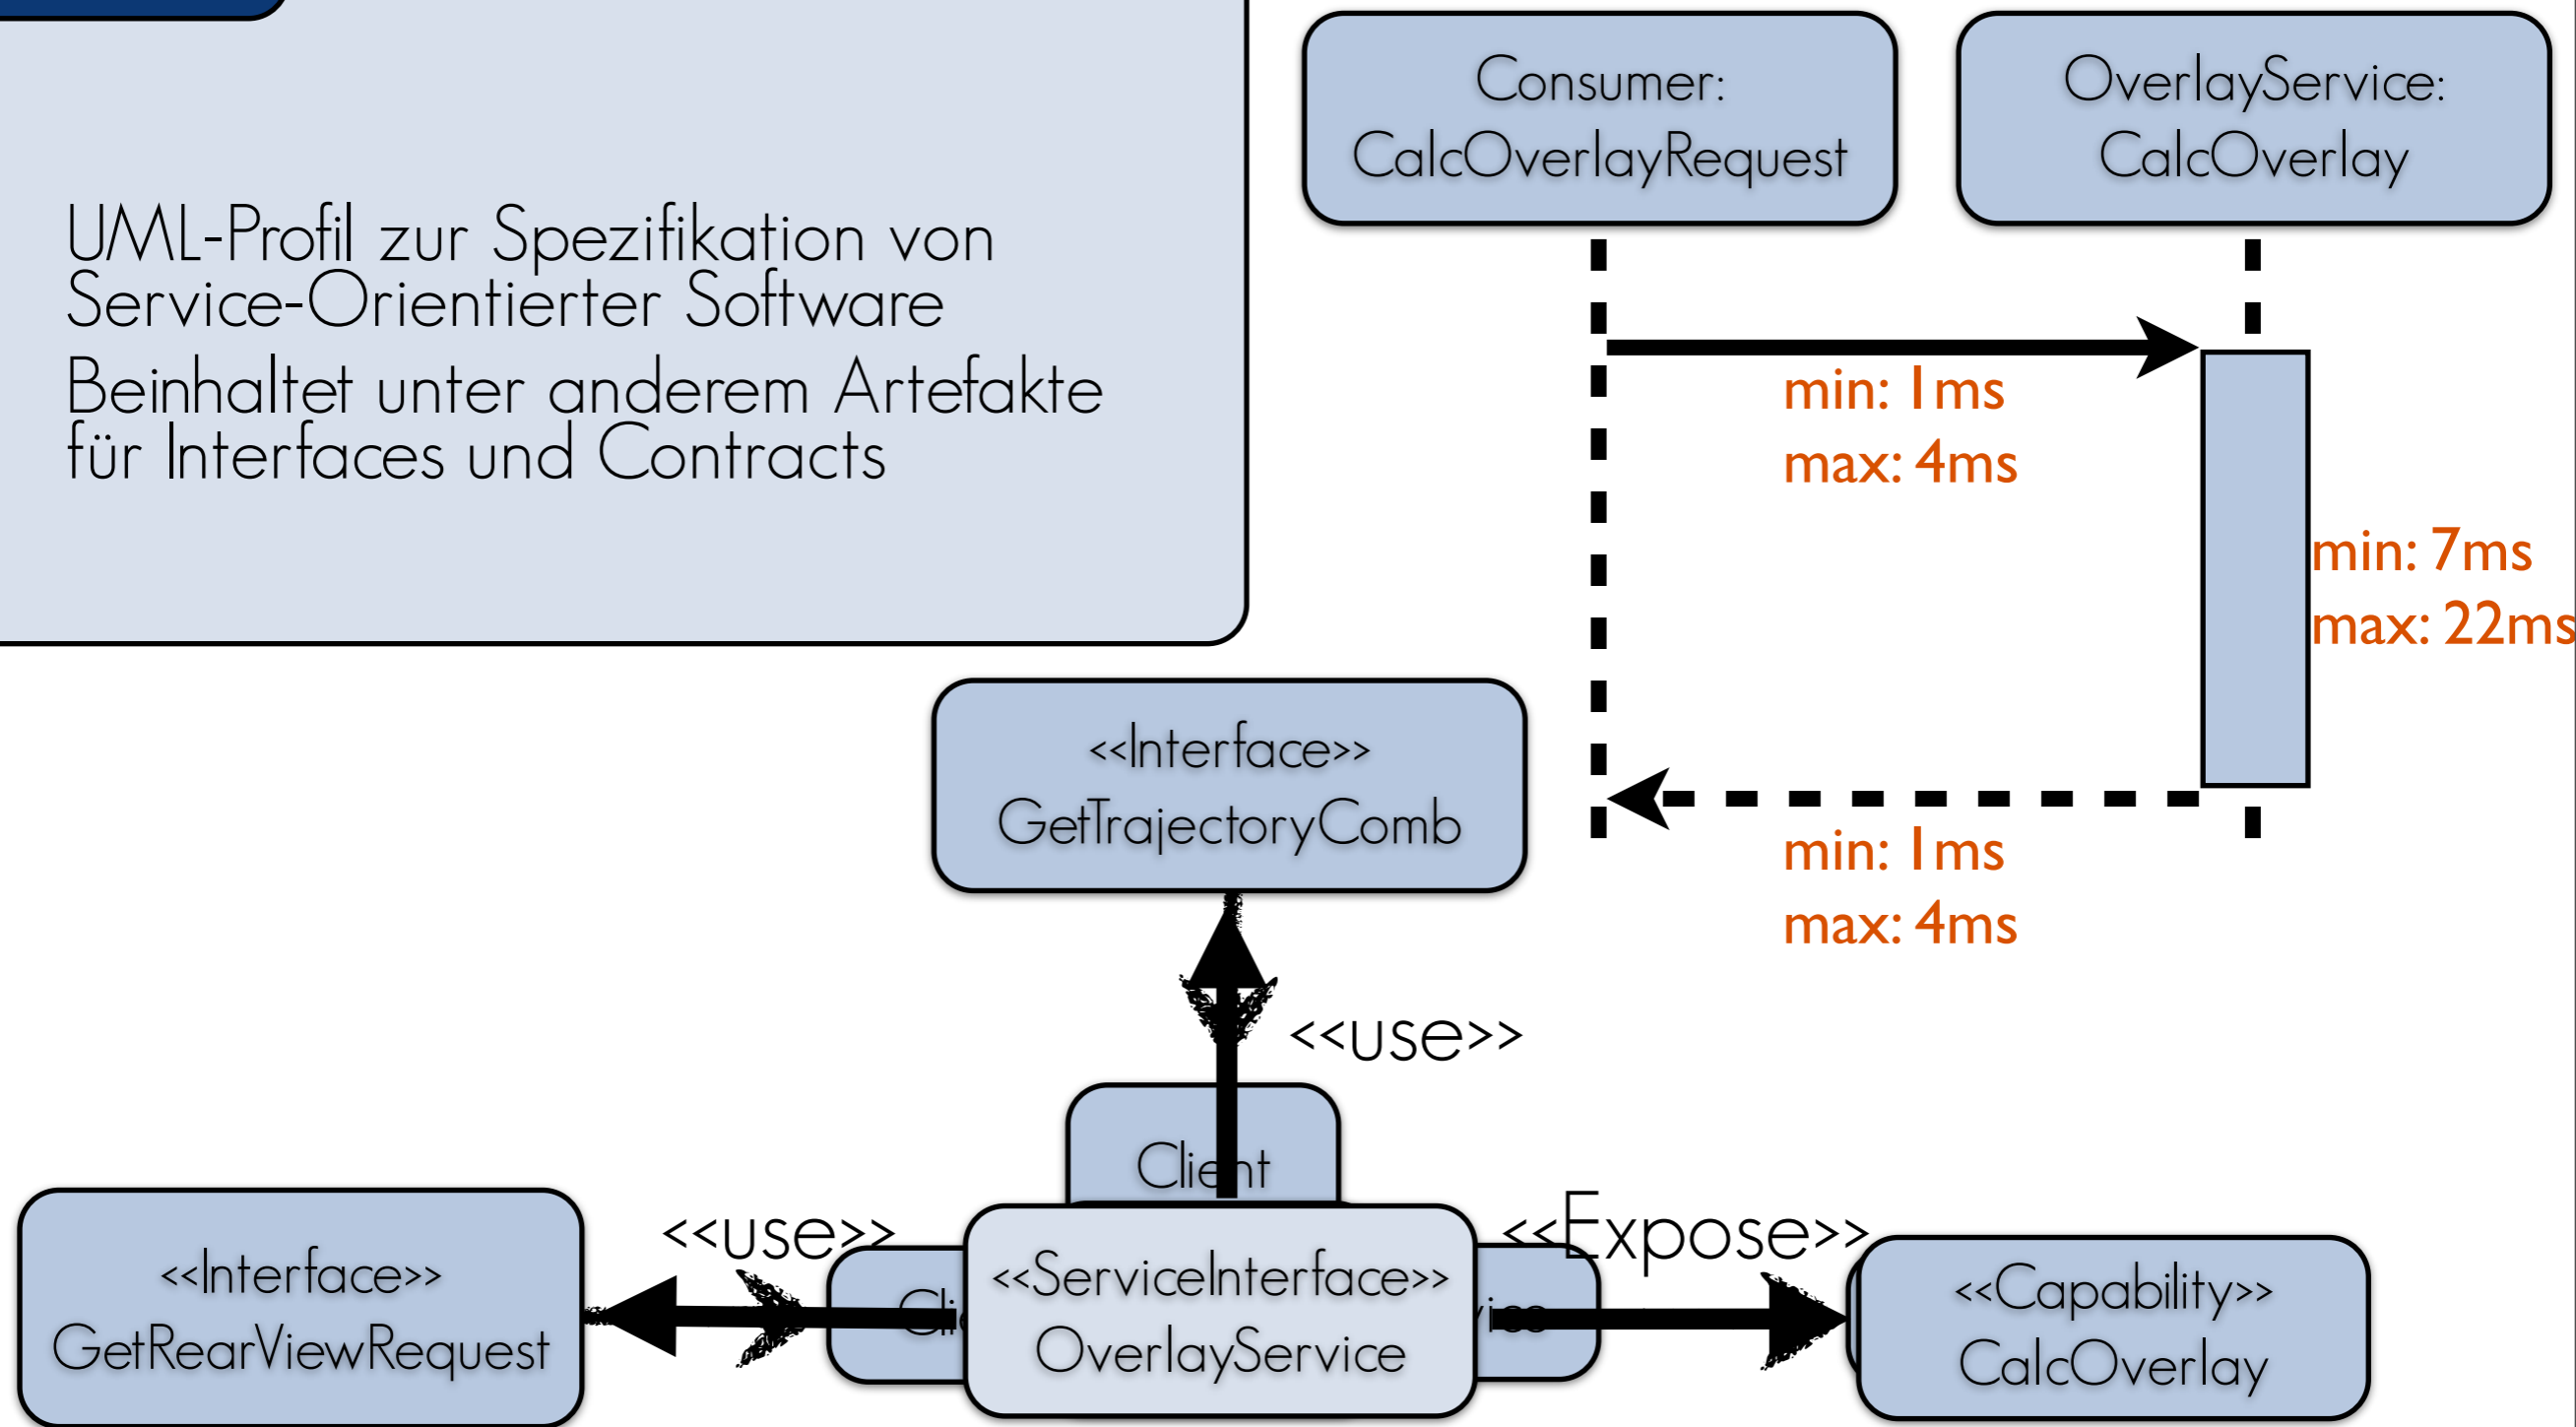 UML-Profil zur Spezifikation von
Service-Orientierter Software
Beinhaltet unter anderem Artefakte
für Interfaces und Contracts
Consumer:
CalcOverlayRequest
OverlayService:
CalcOverlay
min: 1ms
max: 4ms
min: 7ms
max: 22ms
min: 1ms
max: 4ms
<<Interface>>
GetTrajectoryComb
<<use>>
Client
<<use>>
<<Expose>>
<<Interface>>
GetRearViewRequest
<<ServiceInterface>>
OverlayService
<<Capability>>
CalcOverlay